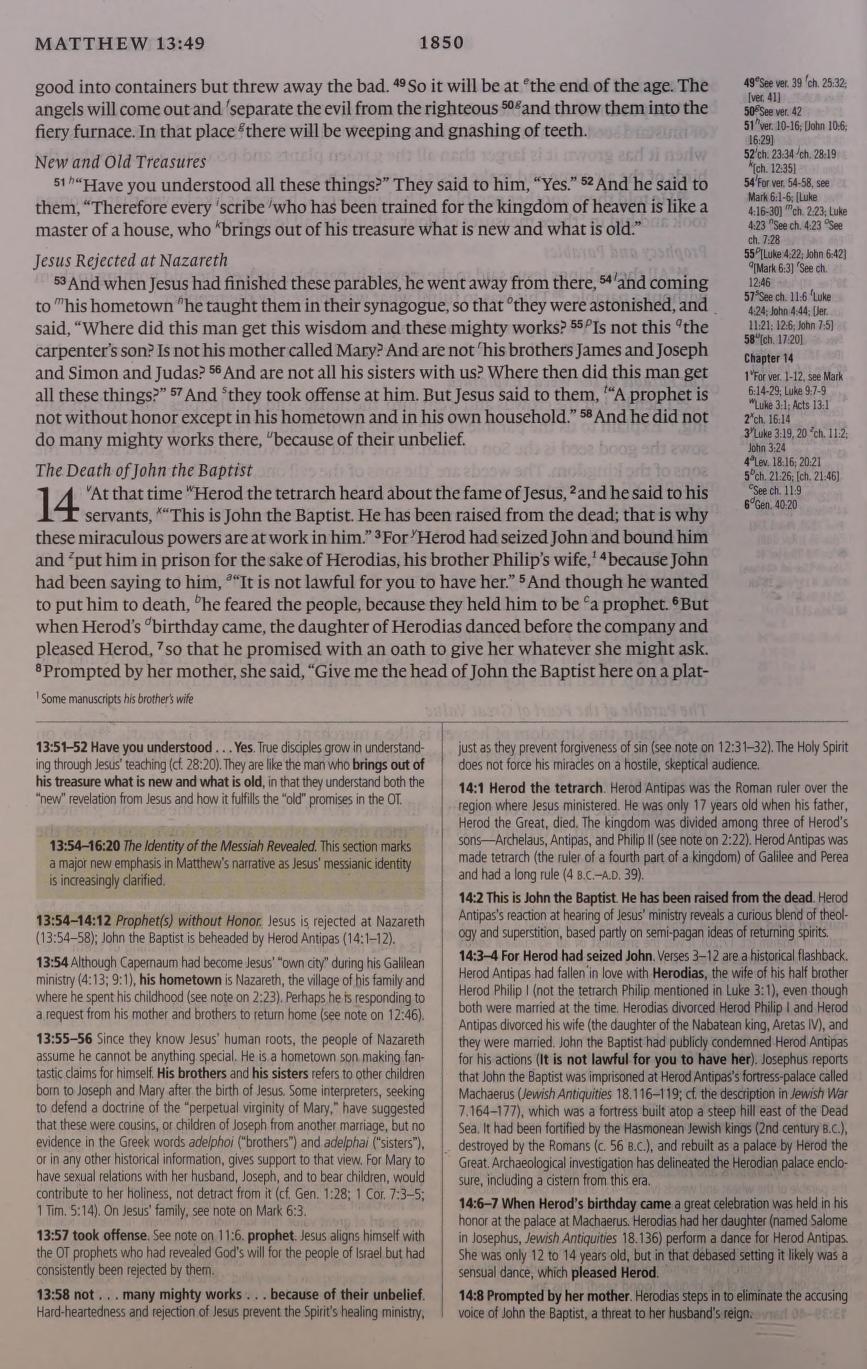 MATTHEW 13:49
1850
good into containers but threw away the bad. 49 So it will be at e the end of the age. The
angels will come out and f separate the evil from the righteous 50 g and throw them into the
fiery furnace. In that place g there will be weeping and gnashing of teeth.
New and Old Treasures
51 h “Have you understood all these things?” They said to him, “Yes.” 52 And he said to
them, “Therefore every i scribe j who has been trained for the kingdom of heaven is like a
master of a house, who k brings out of his treasure what is new and what is old.”
Jesus Rejected at Nazareth
53 And when Jesus had finished these parables, he went away from there, 54 l and coming
to m his hometown n he taught them in their synagogue, so that o they were astonished, and
said, “Where did this man get this wisdom and these mighty works? 55 p Is not this q the
carpenter’s son? Is not his mother called Mary? And are not r his brothers James and Joseph
and Simon and Judas? 56 And are not all his sisters with us? Where then did this man get
all these things?” 57 And s they took offense at him. But Jesus said to them, t “A prophet is
not without honor except in his hometown and in his own household.” 58 And he did not
do many mighty works there, u because of their unbelief.
The Death of John the Baptist
14 v At that time w Herod the tetrarch heard about the fame of Jesus, 2 and he said to his
servants, x “This is John the Baptist. He has been raised from the dead; that is why
these miraculous powers are at work in him.” 3 For y Herod had seized John and bound him
and z put him in prison for the sake of Herodias, his brother Philip’s wife, 1 4 because John
had been saying to him, a “It is not lawful for you to have her.” 5 And though he wanted
to put him to death, b he feared the people, because they held him to be c a prophet. 6 But
when Herod’s d birthday came, the daughter of Herodias danced before the company and
pleased Herod, 7 so that he promised with an oath to give her whatever she might ask.
8 Prompted by her mother, she said, “Give me the head of John the Baptist here on a plat-
1 Some manuscripts his brother’s wife
49 e See ver. 39 f ch. 25:32;
[ver. 41]
50 g See ver. 42
51 h ver. 10-16; [John 10:6;
16:29]
52 i ch. 23:34 j ch. 28:19
k [ch. 12:35]
54 l For ver. 54-58, see
Mark 6:1-6; [Luke
4:16-30] m ch. 2:23; Luke
4:23 n See ch. 4:23 o See
ch. 7:28
55 p [Luke 4:22; John 6:42]
q [Mark 6:3] r See ch.
12:46
57 s See ch. 11:6 t Luke
4:24; John 4:44; [Jer.
11:21; 12:6; John 7:5]
58 u [ch. 17:20]
Chapter 14
1 v For ver. 1-12, see Mark
6:14-29; Luke 9:7-9
w Luke 3:1; Acts 13:1
2 x ch. 16:14
3 y Luke 3:19, 20 z ch. 11:2;
John 3:24
4 a Lev. 18:16; 20:21
5 b ch. 21:26; [ch. 21:46]
c See ch. 11:9
6 d Gen. 40:20
13:51–52 Have you understood . . . Yes. True disciples grow in understand-
ing through Jesus’ teaching (cf. 28:20). They are like the man who brings out of
his treasure what is new and what is old, in that they understand both the
“new” revelation from Jesus and how it fulfills the “old” promises in the OT.
13:54–16:20 The Identity of the Messiah Revealed. This section marks
a major new emphasis in Matthew’s narrative as Jesus’ messianic identity
is increasingly clarified.
13:54–14:12 Prophet(s) without Honor. Jesus is rejected at Nazareth
(13:54–58); John the Baptist is beheaded by Herod Antipas (14:1–12).
13:54 Although Capernaum had become Jesus’ “own city” during his Galilean
ministry (4:13; 9:1), his hometown is Nazareth, the village of his family and
where he spent his childhood (see note on 2:23). Perhaps he is responding to
a request from his mother and brothers to return home (see note on 12:46).
13:55–56 Since they know Jesus’ human roots, the people of Nazareth
assume he cannot be anything special. He is a hometown son making fan-
tastic claims for himself. His brothers and his sisters refers to other children
born to Joseph and Mary after the birth of Jesus. Some interpreters, seeking
to defend a doctrine of the “perpetual virginity of Mary,” have suggested
that these were cousins, or children of Joseph from another marriage, but no
evidence in the Greek words adelphoi (“brothers”) and adelphai (“sisters”),
or in any other historical information, gives support to that view. For Mary to
have sexual relations with her husband, Joseph, and to bear children, would
contribute to her holiness, not detract from it (cf. Gen. 1:28; 1 Cor. 7:3–5;
1 Tim. 5:14). On Jesus’ family, see note on Mark 6:3.
13:57 took offense. See note on 11:6. prophet. Jesus aligns himself with
the OT prophets who had revealed God’s will for the people of Israel but had
consistently been rejected by them.
13:58 not . . . many mighty works . . . because of their unbelief.
Hard-heartedness and rejection of Jesus prevent the Spirit’s healing ministry,
just as they prevent forgiveness of sin (see note on 12:31–32). The Holy Spirit
does not force his miracles on a hostile, skeptical audience.
14:1 Herod the tetrarch. Herod Antipas was the Roman ruler over the
region where Jesus ministered. He was only 17 years old when his father,
Herod the Great, died. The kingdom was divided among three of Herod’s
sons—Archelaus, Antipas, and Philip II (see note on 2:22). Herod Antipas was
made tetrarch (the ruler of a fourth part of a kingdom) of Galilee and Perea
and had a long rule (4 B.C.–A.D. 39).
14:2 This is John the Baptist. He has been raised from the dead. Herod
Antipas’s reaction at hearing of Jesus’ ministry reveals a curious blend of theol-
ogy and superstition, based partly on semi-pagan ideas of returning spirits.
14:3–4 For Herod had seized John. Verses 3–12 are a historical flashback.
Herod Antipas had fallen in love with Herodias, the wife of his half brother
Herod Philip I (not the tetrarch Philip mentioned in Luke 3:1), even though
both were married at the time. Herodias divorced Herod Philip I and Herod
Antipas divorced his wife (the daughter of the Nabatean king, Aretas IV), and
they were married. John the Baptist had publicly condemned Herod Antipas
for his actions (It is not lawful for you to have her). Josephus reports
that John the Baptist was imprisoned at Herod Antipas’s fortress-palace called
Machaerus (Jewish Antiquities 18.116–119; cf. the description in Jewish War
7.164–177), which was a fortress built atop a steep hill east of the Dead
Sea. It had been fortified by the Hasmonean Jewish kings (2nd century B.C.),
destroyed by the Romans (c. 56 B.C.), and rebuilt as a palace by Herod the
Great. Archaeological investigation has delineated the Herodian palace enclo-
sure, including a cistern from this era.
14:6–7 When Herod’s birthday came a great celebration was held in his
honor at the palace at Machaerus. Herodias had her daughter (named Salome
in Josephus, Jewish Antiquities 18.136) perform a dance for Herod Antipas.
She was only 12 to 14 years old, but in that debased setting it likely was a
sensual dance, which pleased Herod.
14:8 Prompted by her mother. Herodias steps in to eliminate the accusing
voice of John the Baptist, a threat to her husband’s reign.